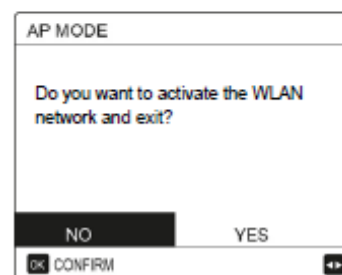 AP MODE
Do you want to activate the WLAN
network and exit?
NO YES
OK CONFIRM